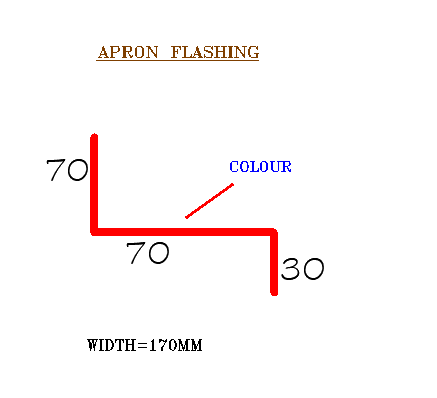 APRON FLASHING
70
COLOUR
70
30
WIDTH=170MM